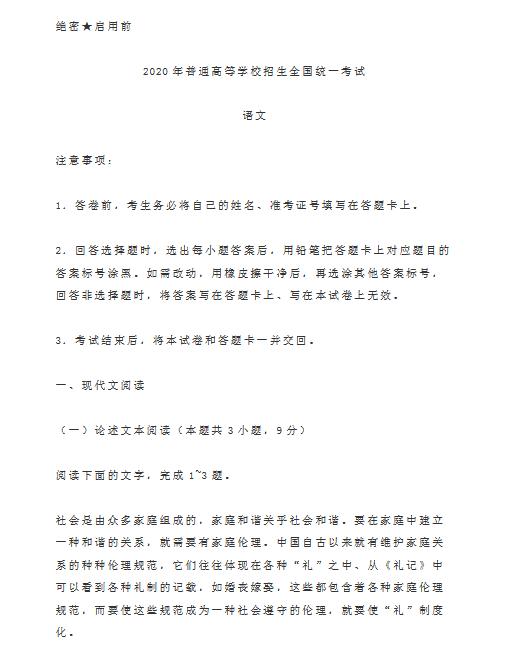 绝密★启用前
2020年普通高等学校招生全国统一考试
语文
注意事项：
1．答卷前，考生务必将自己的姓名、准考证号填写在答题卡上。
2．回答选择题时，选出每小题答案后，用铅笔把答题卡上对应题目的
答案标号涂黑。如需改动，用橡皮擦干净后，再选涂其他答案标号，
回答非选择题时，将答案写在答题卡上、写在本试卷上无效。
3．考试结束后，将本试卷和答题卡一并交回。
一、现代文阅读
（一）论述文本阅读（本题共3小题，9分）
阅读下面的文字，完成1~3题。
社会是由众多家庭组成的，家庭和谐关乎社会和谐。要在家庭中建立
一种和谐的关系，就需要有家庭伦理。中国自古以来就有维护家庭关
系的种种伦理规范，它们往往体现在各种“礼”之中、从《礼记》中
可以看到各种礼制的记载，如婚丧嫁娶，这些都包含着各种家庭伦理
规范，而要使这些规范成为一种社会遵守的伦理，就要使“礼”制度
化。